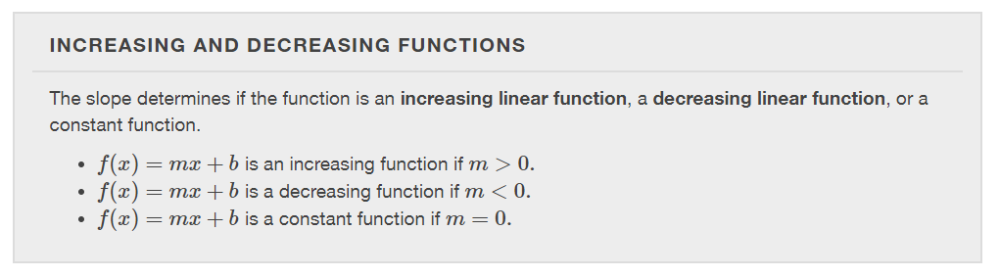 INCREASING AND DECREASING FUNCTIONS
The slope determines if the function is an increasing linear function, a decreasing linear function, or a
constant function.
• f(x) = mx + b is an increasing function if m > 0.
• f(x) = mx + b is a decreasing function if m < 0.
• f(x) = mx + b is a constant function if m = 0.